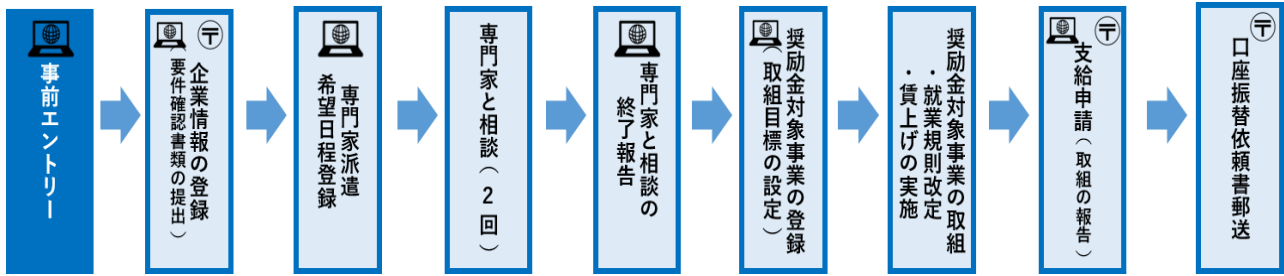 事前エントリー
〒
企業情報の登録
（要件確認書類の提出）
専門家派遣
希望日程登録
専門家と相談（２回）
専門家と相談の
終了報告
奨励金対象事業の登録
（取組目標の設定）
奨励金対象事業の取組
・就業規則改定
・賃上げの実施
〒
支給申請（取組の報告）
〒
口座振替依頼書郵送